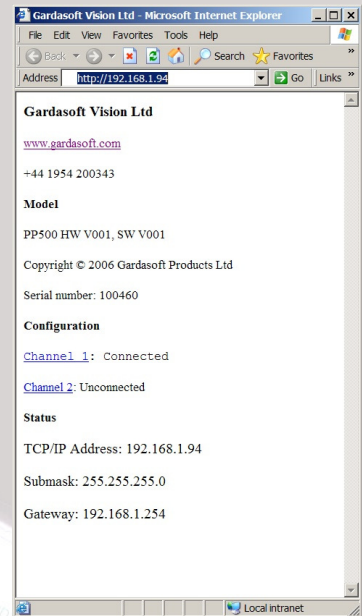 Gardasoft Vision Ltd - Microsoft Internet Explorer
File Edit View Favorites Tools Help
Back Search Favorites »
Address http://192.168.1.94 Go Links »
Gardasoft Vision Ltd
www.gardasoft.com
+44 1954 200343
Model
PP500 HW V001, SW V001
Copyright © 2006 Gardasoft Products Ltd
Serial number: 100460
Configuration
Channel 1: Connected
Channel 2: Unconnected
Status
TCP/IP Address: 192.168.1.94
Submask: 255.255.255.0
Gateway: 192.168.1.254
Local intranet